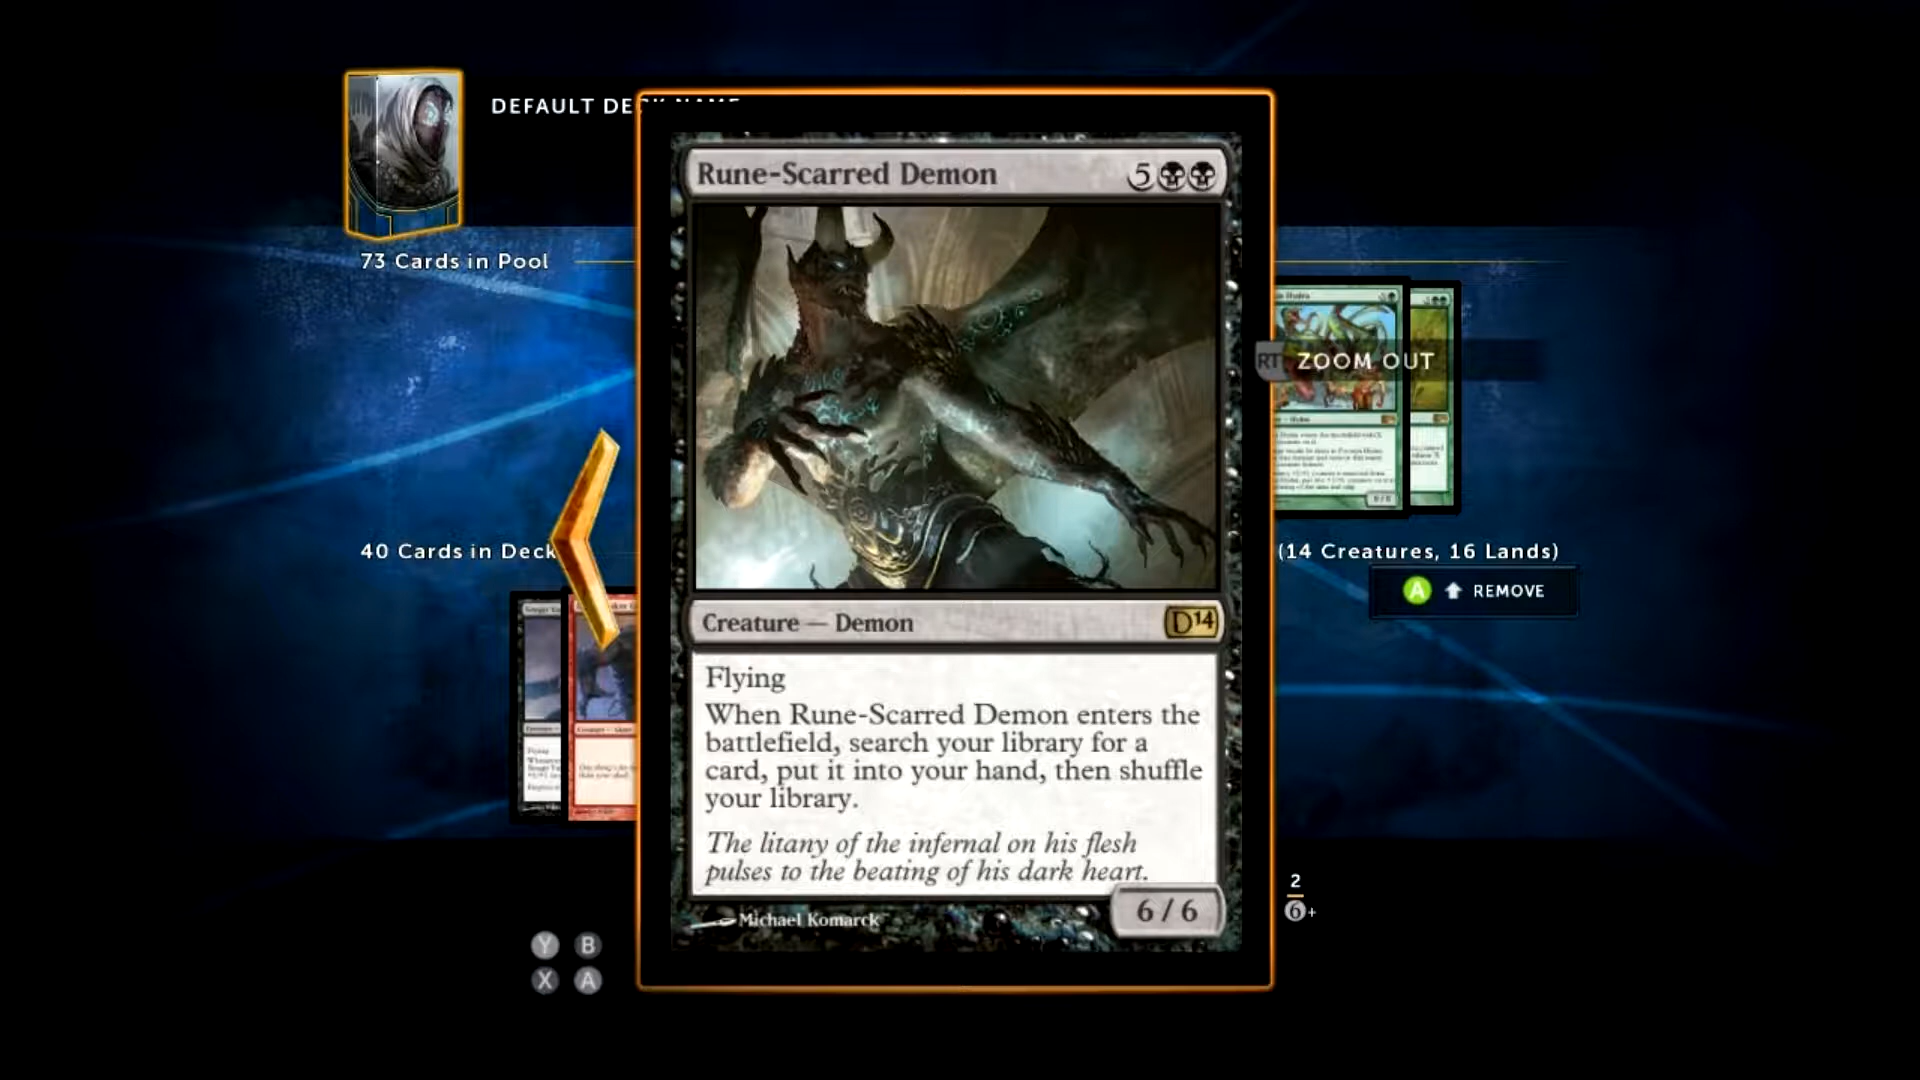 DEFAULT DECK NAME
Rune-Scarred Demon 5
73 Cards in Pool
RT ZOOM OUT
40 Cards in Deck
(14 Creatures, 16 Lands)
A REMOVE
Creature — Demon D14
Flying
When Rune-Scarred Demon enters the
battlefield, search your library for a
card, put it into your hand, then shuffle
your library.
The litany of the infernal on his flesh
pulses to the beating of his dark heart.
Michael Komarck
6 / 6
2
6+
Y B
X A